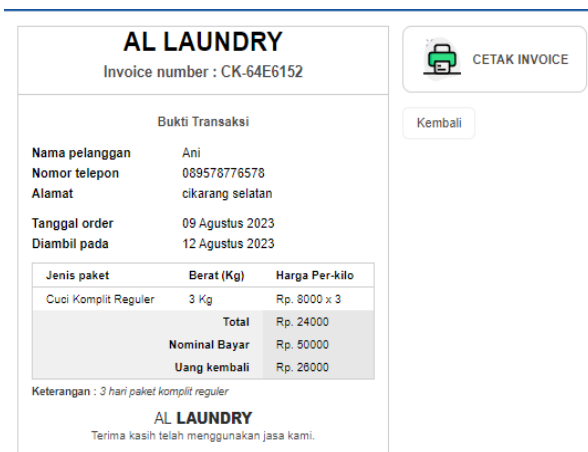 AL LAUNDRY
Invoice number : CK-64E6152
CETAK INVOICE
Kembali
Bukti Transaksi
Nama pelanggan Ani
Nomor telepon 089578776578
Alamat cikarang selatan
Tanggal order 09 Agustus 2023
Diambil pada 12 Agustus 2023
Jenis paket Berat (Kg) Harga Per-kilo
Cuci Komplit Reguler 3 Kg Rp. 8000 x 3
Total Rp. 24000
Nominal Bayar Rp. 50000
Uang kembali Rp. 26000
Keterangan : 3 hari paket komplit reguler
AL LAUNDRY
Terima kasih telah menggunakan jasa kami.